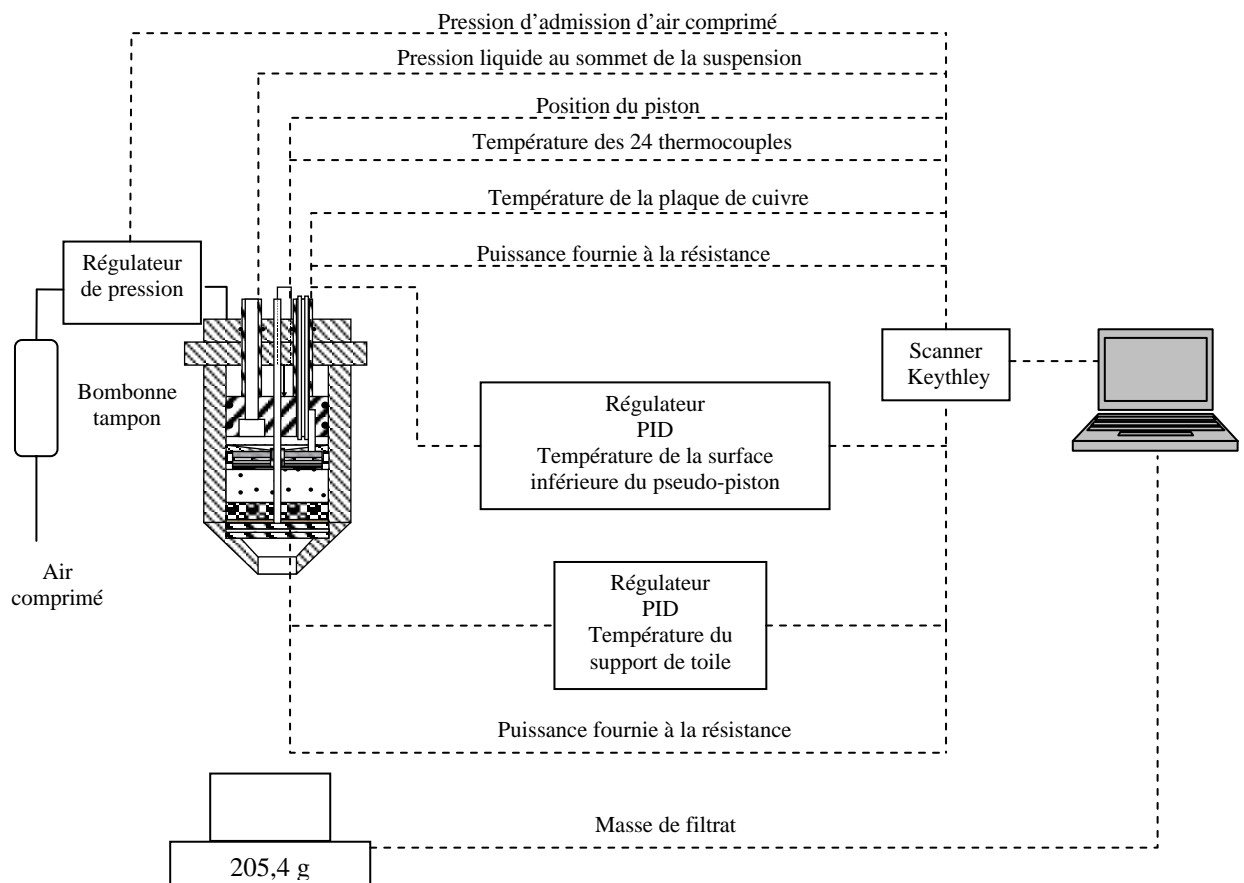 Pression d'admission d'air comprimé
Pression liquide au sommet de la suspension
Position du piston
Température des 24 thermocouples
Température de la plaque de cuivre
Puissance fournie à la résistance
Régulateur
de pression
Bombonne
tampon
Air
comprimé
Régulateur
PID
Température de la surface
inférieure du pseudo-piston
Scanner
Keythley
Régulateur
PID
Température du
support de toile
Puissance fournie à la résistance
Masse de filtrat
205,4 g